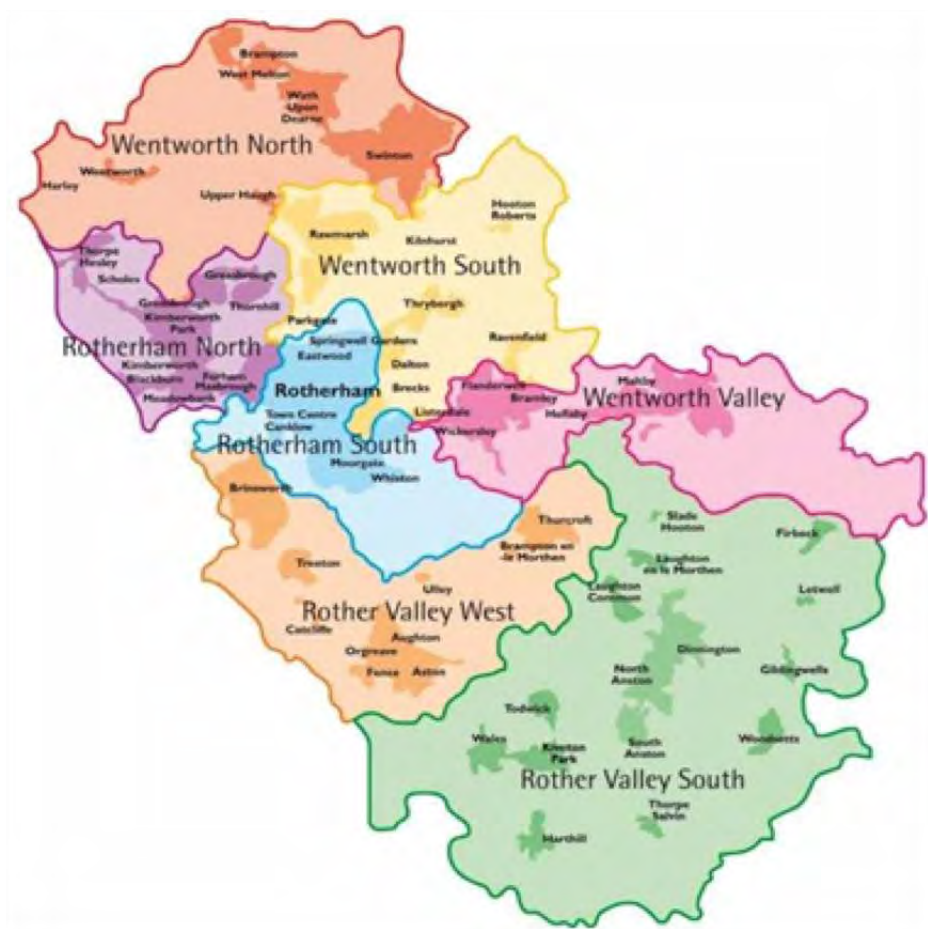 Brampton
West Melton
Wath
Upon
Dearne
Wentworth North
Swinton
Wentworth
Harley
Upper Haugh
Hooton
Roberts
Rawmarsh
Kilnhurst
Thorpe
Hesley
Scholes
Greasbrough
Wentworth South
Greasbrough
Thornhill
Kimberworth
Park
Thrybergh
Parkgate
Springwell Gardens
Ravenfield
Rotherham North
Eastwood
Kimberworth
Blackburn
Dalton
Masbrough
Meadowbank
Rotherham
Brecks
Flanderwell
Bramley
Maltby
Wentworth Valley
Hellaby
Listerdale
Wickersley
Town Centre
Canklow
Rotherham South
Moorgate
Whiston
Brinsworth
Thurcroft
Brampton en
-le Morthen
Slade
Hooton
Firbeck
Treeton
Laughton
en le Morthen
Ulley
Laughton
Common
Letwell
Rother Valley West
Catcliffe
Aughton
Orgreave
Fence
Aston
Dinnington
North
Anston
Gildingwells
Todwick
Wales
Kiveton
Park
South
Anston
Woodsetts
Rother Valley South
Thorpe
Salvin
Harthill